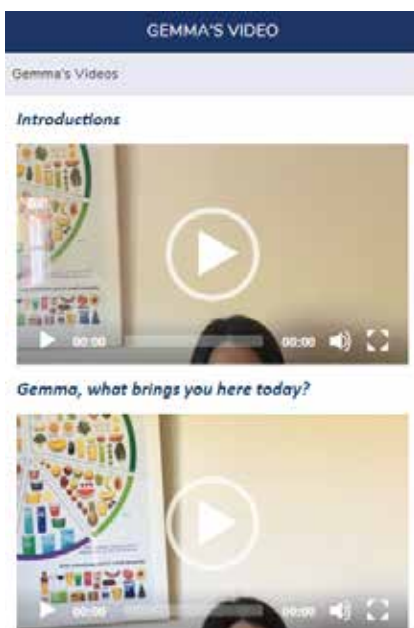 GEMMA'S VIDEO
Gemma's Videos
Introductions
00:00 00:00
Gemma, what brings you here today?
00:00 00:00